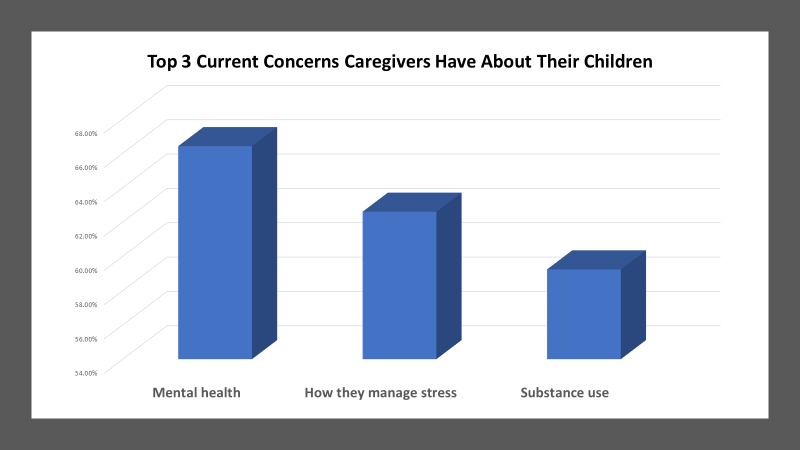 Top 3 Current Concerns Caregivers Have About Their Children
68.00%
66.00%
64.00%
62.00%
60.00%
58.00%
56.00%
54.00%
Mental health
How they manage stress
Substance use